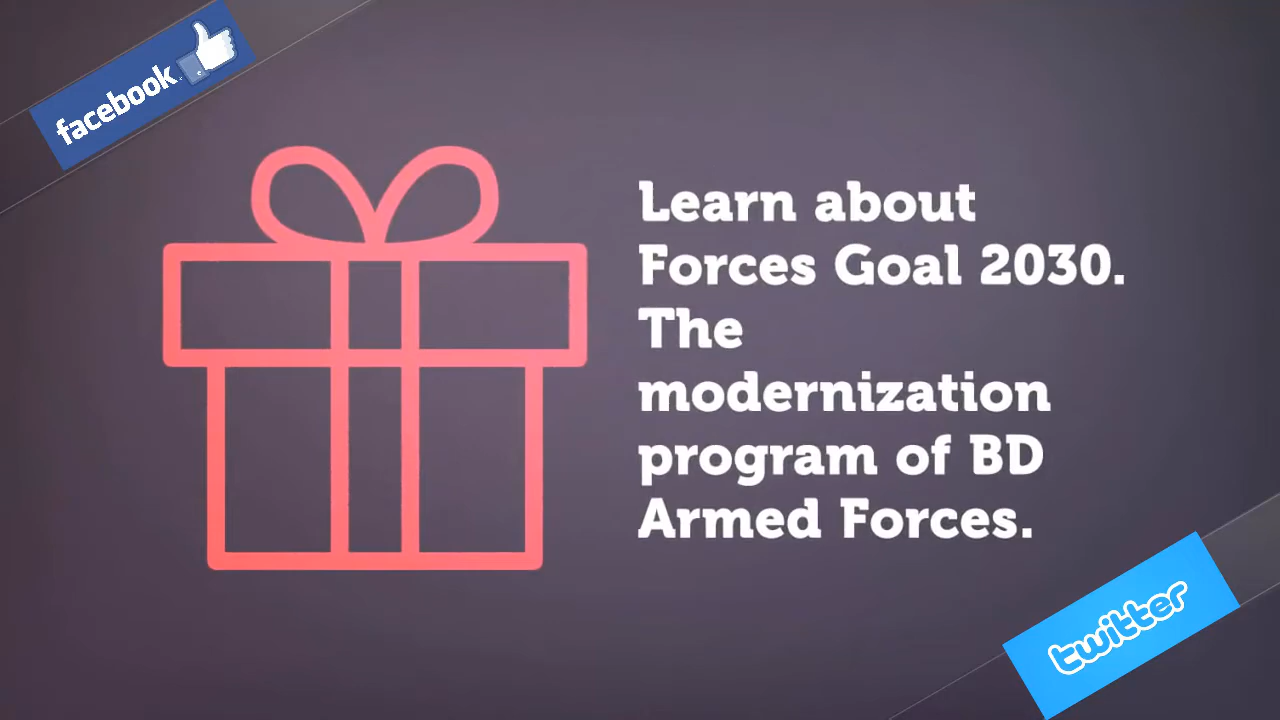 facebook
Learn about
Forces Goal 2030.
The
modernization
program of BD
Armed Forces.
twitter